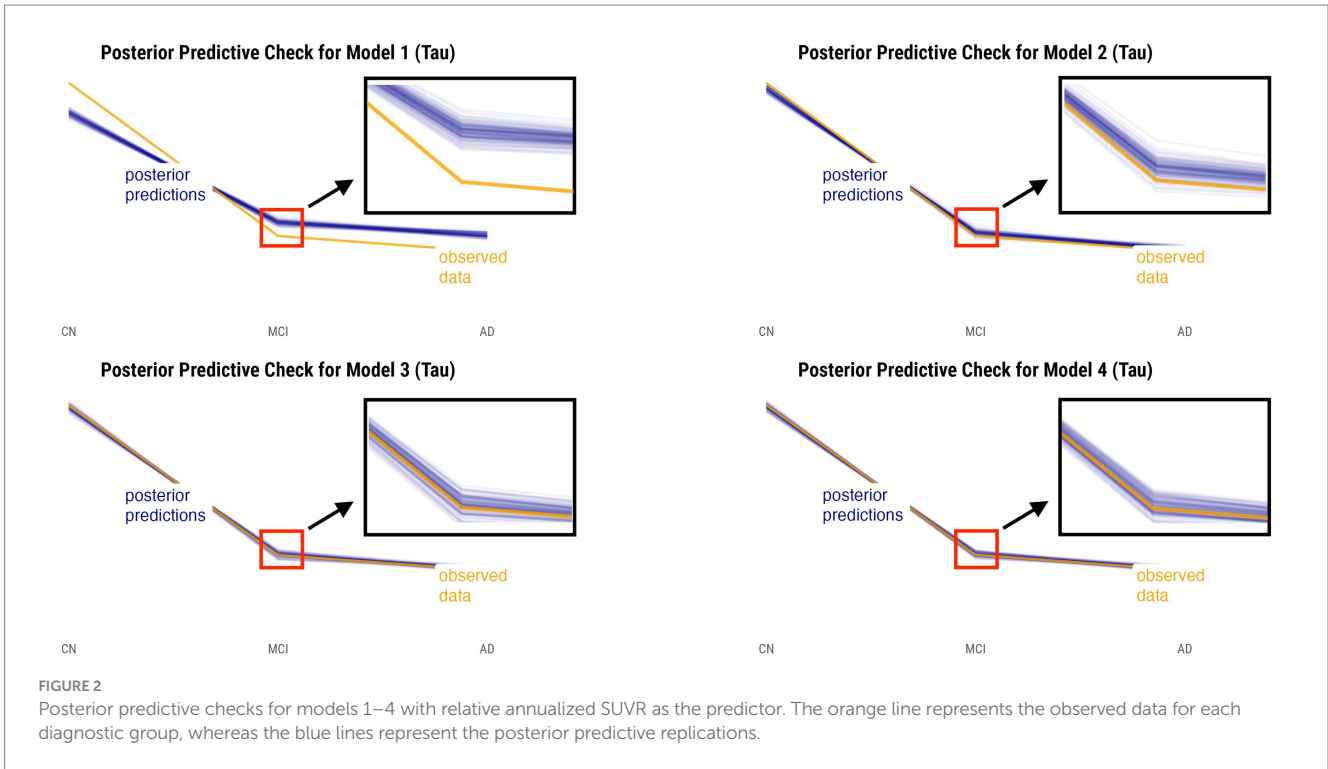 Posterior Predictive Check for Model 1 (Tau)
posterior
predictions
observed
data
CN
MCI
AD
Posterior Predictive Check for Model 2 (Tau)
posterior
predictions
observed
data
CN
MCI
AD
Posterior Predictive Check for Model 3 (Tau)
posterior
predictions
observed
data
CN
MCI
AD
Posterior Predictive Check for Model 4 (Tau)
posterior
predictions
observed
data
CN
MCI
AD
FIGURE 2
Posterior predictive checks for models 1–4 with relative annualized SUVR as the predictor. The orange line represents the observed data for each
diagnostic group, whereas the blue lines represent the posterior predictive replications.